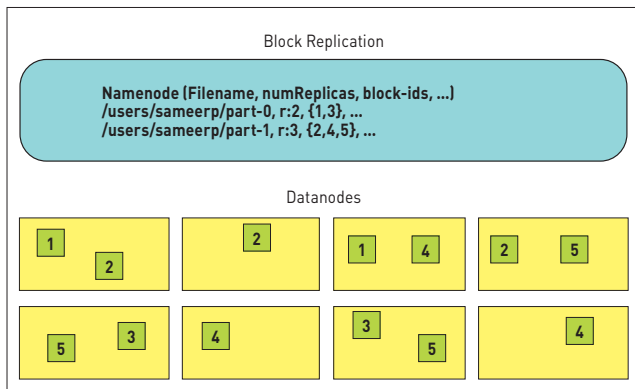 Block Replication
Namenode (Filename, numReplicas, block-ids, ...)
/users/sameerp/part-0, r:2, {1,3}, ...
/users/sameerp/part-1, r:3, {2,4,5}, ...
Datanodes
1
2
2
1 4
2 5
5 3
4
3
5
4